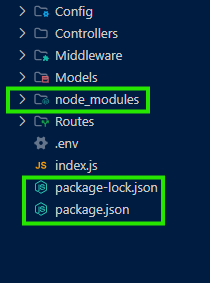 Config
Controllers
Middleware
Models
node_modules
Routes
.env
JS index.js
package-lock.json
package.json